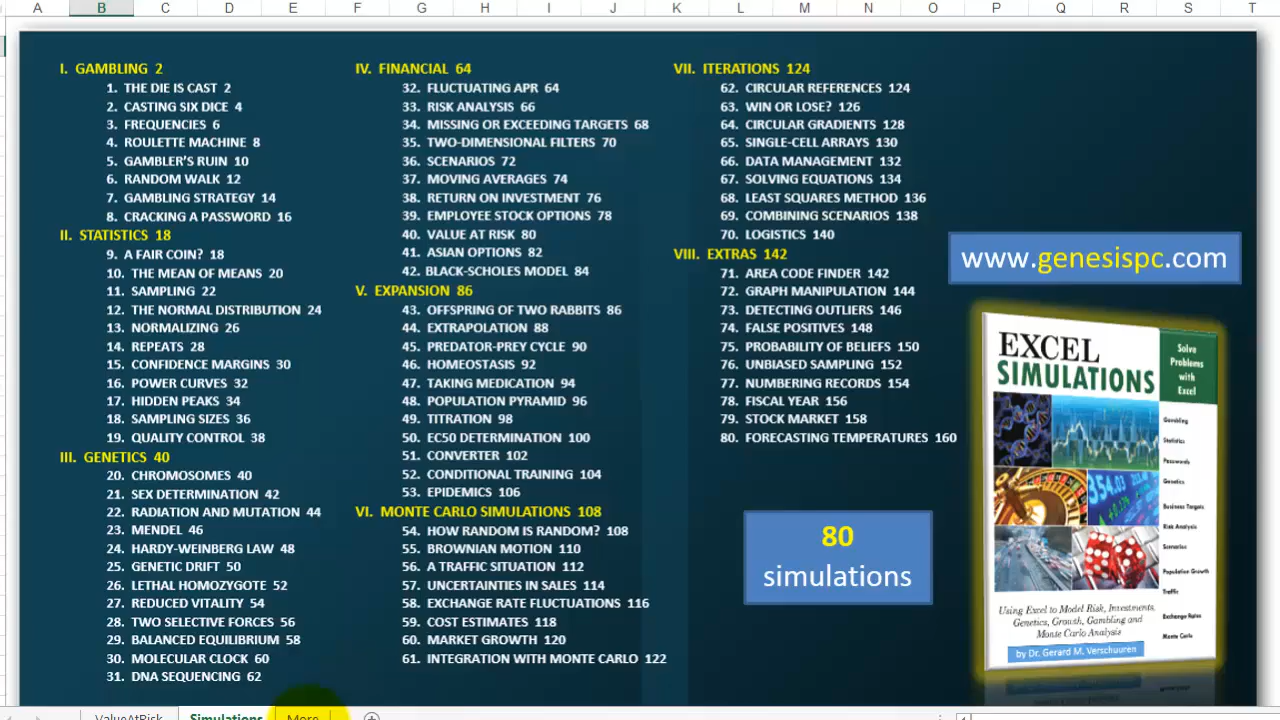 A B C D E F G H I J K L M N O P Q R S T
I. GAMBLING 2
1. THE DIE IS CAST 2
2. CASTING SIX DICE 4
3. FREQUENCIES 6
4. ROULETTE MACHINE 8
5. GAMBLER'S RUIN 10
6. RANDOM WALK 12
7. GAMBLING STRATEGY 14
8. CRACKING A PASSWORD 16
II. STATISTICS 18
9. A FAIR COIN? 18
10. THE MEAN OF MEANS 20
11. SAMPLING 22
12. THE NORMAL DISTRIBUTION 24
13. NORMALIZING 26
14. REPEATS 28
15. CONFIDENCE MARGINS 30
16. POWER CURVES 32
17. HIDDEN PEAKS 34
18. SAMPLING SIZES 36
19. QUALITY CONTROL 38
III. GENETICS 40
20. CHROMOSOMES 40
21. SEX DETERMINATION 42
22. RADIATION AND MUTATION 44
23. MENDEL 46
24. HARDY-WEINBERG LAW 48
25. GENETIC DRIFT 50
26. LETHAL HOMOZYGOTE 52
27. REDUCED VITALITY 54
28. TWO SELECTIVE FORCES 56
29. BALANCED EQUILIBRIUM 58
30. MOLECULAR CLOCK 60
31. DNA SEQUENCING 62
IV. FINANCIAL 64
32. FLUCTUATING APR 64
33. RISK ANALYSIS 66
34. MISSING OR EXCEEDING TARGETS 68
35. TWO-DIMENSIONAL FILTERS 70
36. SCENARIOS 72
37. MOVING AVERAGES 74
38. RETURN ON INVESTMENT 76
39. EMPLOYEE STOCK OPTIONS 78
40. VALUE AT RISK 80
41. ASIAN OPTIONS 82
42. BLACK-SCHOLES MODEL 84
V. EXPANSION 86
43. OFFSPRING OF TWO RABBITS 86
44. EXTRAPOLATION 88
45. PREDATOR-PREY CYCLE 90
46. HOMEOSTASIS 92
47. TAKING MEDICATION 94
48. POPULATION PYRAMID 96
49. TITRATION 98
50. EC50 DETERMINATION 100
51. CONVERTER 102
52. CONDITIONAL TRAINING 104
53. EPIDEMICS 106
VI. MONTE CARLO SIMULATIONS 108
54. HOW RANDOM IS RANDOM? 108
55. BROWNIAN MOTION 110
56. A TRAFFIC SITUATION 112
57. UNCERTAINTIES IN SALES 114
58. EXCHANGE RATE FLUCTUATIONS 116
59. COST ESTIMATES 118
60. MARKET GROWTH 120
61. INTEGRATION WITH MONTE CARLO 122
VII. ITERATIONS 124
62. CIRCULAR REFERENCES 124
63. WIN OR LOSE? 126
64. CIRCULAR GRADIENTS 128
65. SINGLE-CELL ARRAYS 130
66. DATA MANAGEMENT 132
67. SOLVING EQUATIONS 134
68. LEAST SQUARES METHOD 136
69. COMBINING SCENARIOS 138
70. LOGISTICS 140
VIII. EXTRAS 142
71. AREA CODE FINDER 142
72. GRAPH MANIPULATION 144
73. DETECTING OUTLIERS 146
74. FALSE POSITIVES 148
75. PROBABILITY OF BELIEFS 150
76. UNBIASED SAMPLING 152
77. NUMBERING RECORDS 154
78. FISCAL YEAR 156
79. STOCK MARKET 158
80. FORECASTING TEMPERATURES 160
80
simulations
www.genesispc.com
EXCEL
SIMULATIONS
Solve
Problems
with
Excel
Gambling
Statistics
Passwords
Genetics
Business Targets
Risk Analysis
Scenarios
Population Growth
Traffic
Exchange Rates
Monte Carlo
354.03
Using Excel to Model Risk, Investments,
Genetics, Growth, Gambling and
Monte Carlo Analysis
by Dr. Gerard M. Verschuuren
ValueAtRisk Simulations More